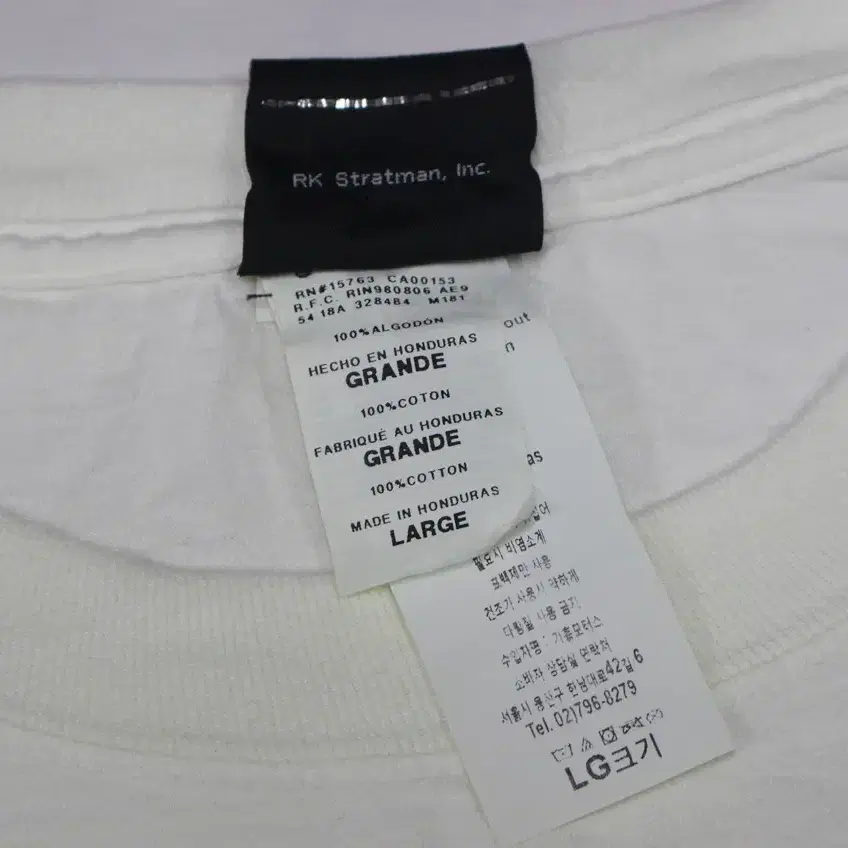 RK Stratman, Inc.
RN#15763 CA00153
R.F.C. RIN980806 AE9
54 18A 328484 M181
100%ALGODÓN
HECHO EN HONDURAS
GRANDE
100%COTON
FABRIQUÉ AU HONDURAS
GRANDE
100%COTTON
MADE IN HONDURAS
LARGE
out
n
as
필요시 비염소계
표백제만 사용
건조기 사용시 약하게
다림질 사용 금지
수입자명 : 기흥모터스
소비자 상담실 연락처
서울시 용산구 한남대로42길 6
Tel. 02)796-8279
LG크기